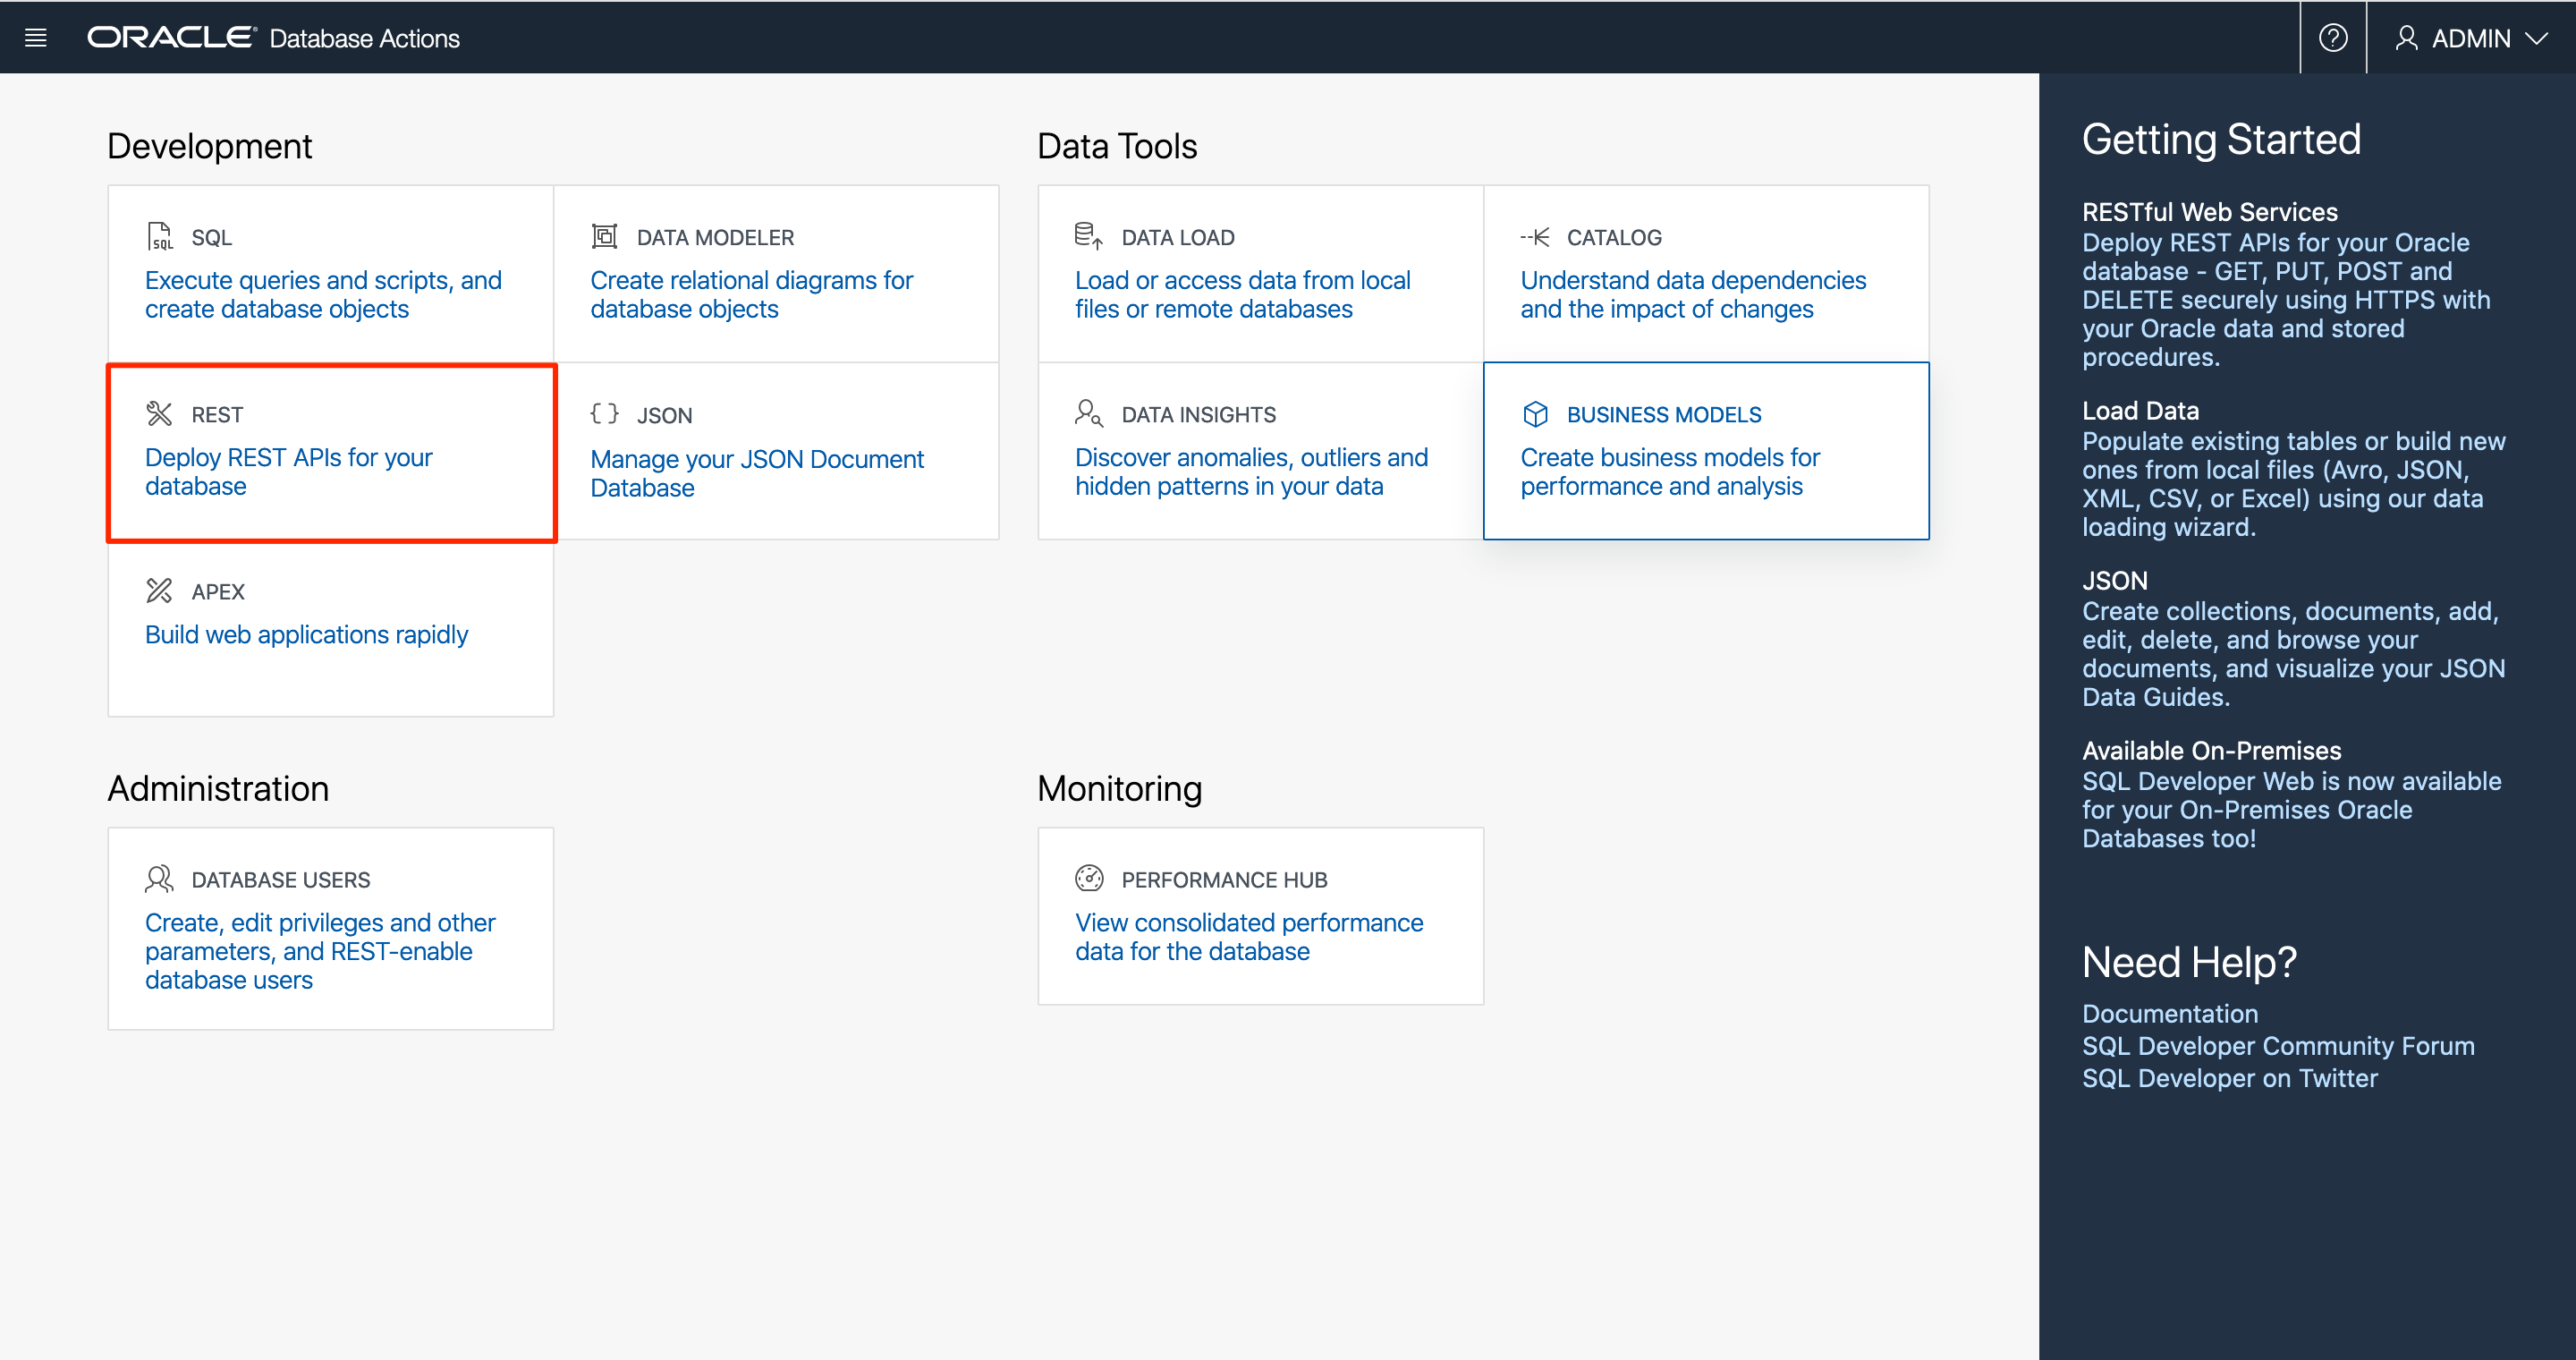 ORACLE Database Actions
ADMIN
Development
SQL
Execute queries and scripts, and
create database objects
DATA MODELER
Create relational diagrams for
database objects
REST
Deploy REST APIs for your
database
{ } JSON
Manage your JSON Document
Database
APEX
Build web applications rapidly
Data Tools
DATA LOAD
Load or access data from local
files or remote databases
CATALOG
Understand data dependencies
and the impact of changes
DATA INSIGHTS
Discover anomalies, outliers and
hidden patterns in your data
BUSINESS MODELS
Create business models for
performance and analysis
Administration
DATABASE USERS
Create, edit privileges and other
parameters, and REST-enable
database users
Monitoring
PERFORMANCE HUB
View consolidated performance
data for the database
Getting Started
RESTful Web Services
Deploy REST APIs for your Oracle
database - GET, PUT, POST and
DELETE securely using HTTPS with
your Oracle data and stored
procedures.
Load Data
Populate existing tables or build new
ones from local files (Avro, JSON,
XML, CSV, or Excel) using our data
loading wizard.
JSON
Create collections, documents, add,
edit, delete, and browse your
documents, and visualize your JSON
Data Guides.
Available On-Premises
SQL Developer Web is now available
for your On-Premises Oracle
Databases too!
Need Help?
Documentation
SQL Developer Community Forum
SQL Developer on Twitter